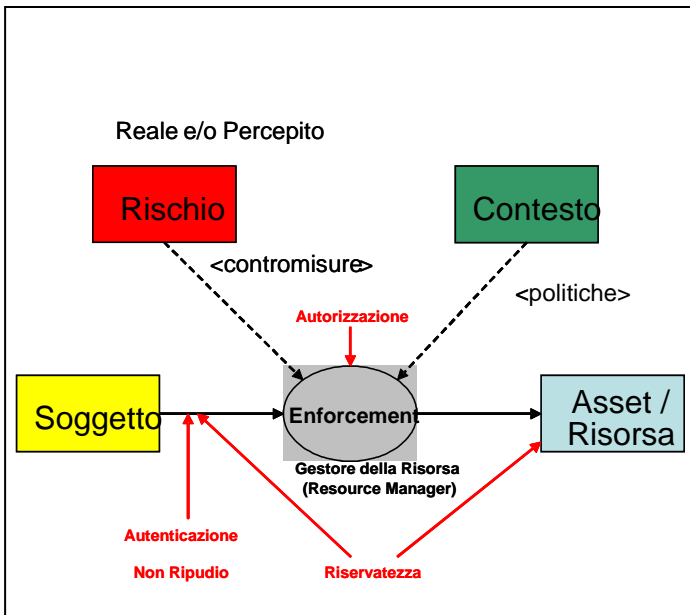 Reale e/o Percepito
Rischio
Contesto
<contromisure>
<politiche>
Autorizzazione
Soggetto
Enforcement
Asset /
Risorsa
Gestore della Risorsa
(Resource Manager)
Autenticazione
Non Ripudio
Riservatezza